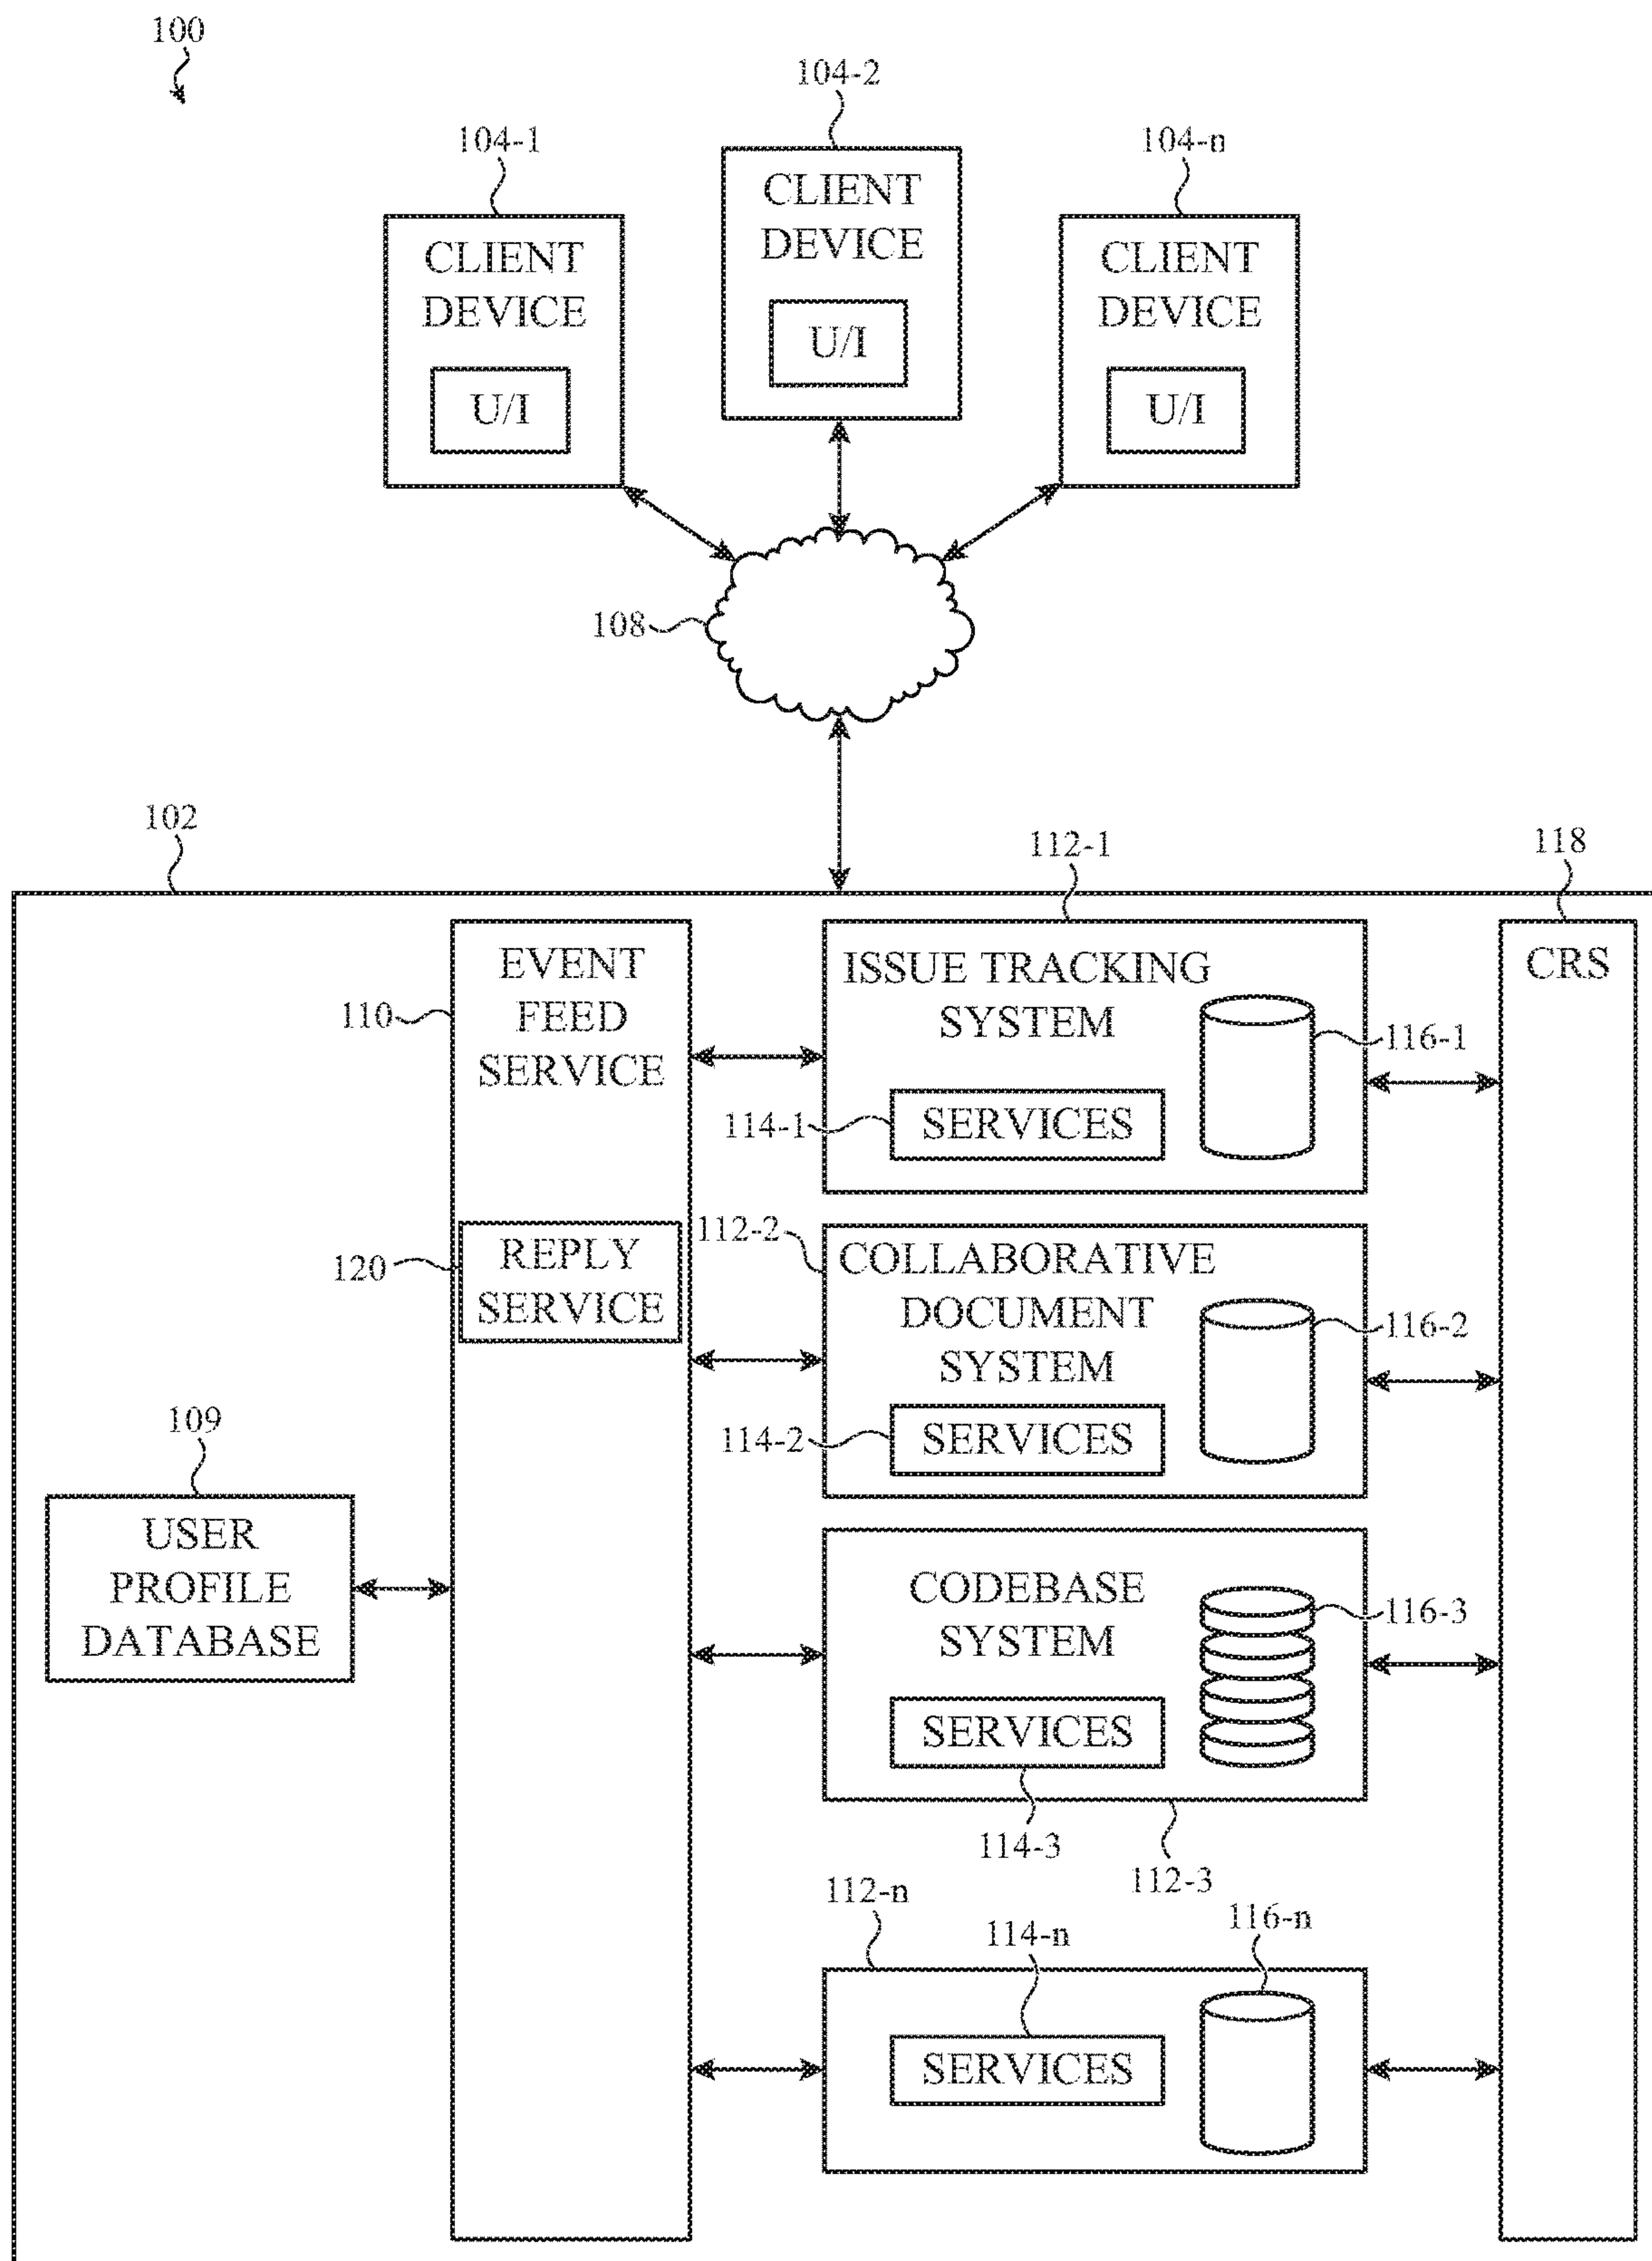 100
104-2
104-1
104-n
CLIENT
DEVICE
U/I
CLIENT
DEVICE
U/I
CLIENT
DEVICE
U/I
108
102
112-1
118
EVENT
FEED
SERVICE
110
ISSUE TRACKING
SYSTEM
116-1
CRS
114-1
SERVICES
112-2
120
REPLY
SERVICE
COLLABORATIVE
DOCUMENT
SYSTEM
116-2
114-2
SERVICES
109
USER
PROFILE
DATABASE
CODEBASE
SYSTEM
116-3
SERVICES
114-3
112-3
112-n
114-n
116-n
SERVICES